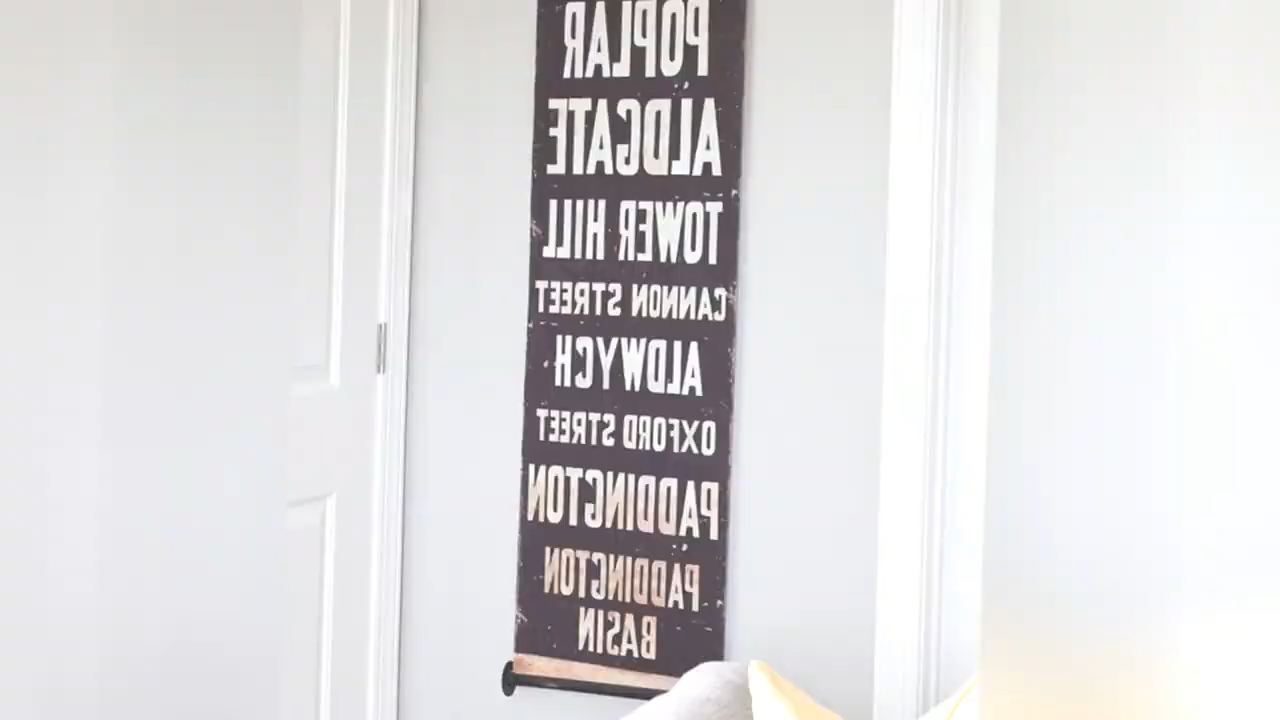 POPLAR
ALDGATE
TOWER HILL
CANNON STREET
ALDWYCH
OXFORD STREET
PADDINGTON
PADDINGTON
BASIN